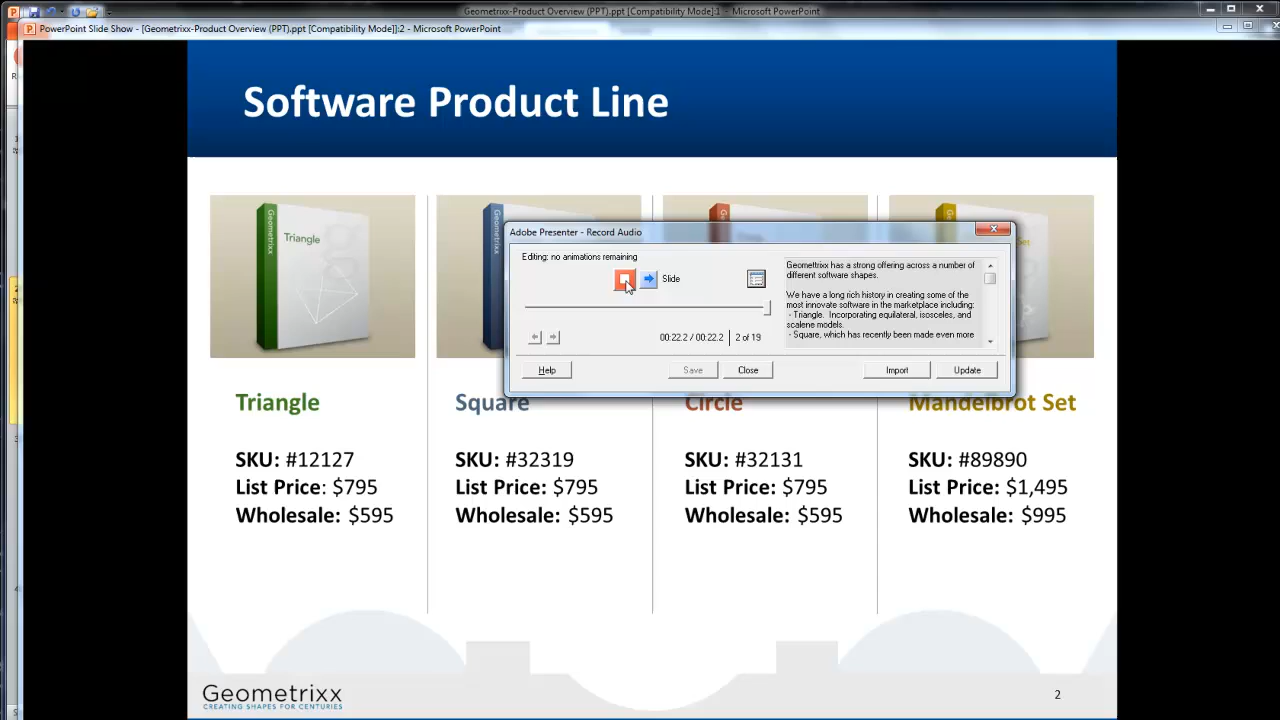 Geometrixx-Product Overview (PPT).ppt [Compatibility Mode]:1 - Microsoft PowerPoint
PowerPoint Slide Show - [Geometrixx-Product Overview (PPT).ppt [Compatibility Mode]]:2 - Microsoft PowerPoint
Software Product Line
Geometrixx
Triangle
Geometrixx
Geometrixx
Geometrixx
Adobe Presenter - Record Audio
Editing: no animations remaining
Slide
00:22.2 / 00:22.2 2 of 19
Geomettrixx has a strong offering across a number of
different software shapes.
We have a long rich history in creating some of the
most innovate software in the marketplace including:
- Triangle. Incorporating equilateral, isosceles, and
scalene models.
- Square, which has recently been made even more
Help Save Close Import Update
Triangle Square Circle Mandelbrot Set
SKU: #12127 SKU: #32319 SKU: #32131 SKU: #89890
List Price: $795 List Price: $795 List Price: $795 List Price: $1,495
Wholesale: $595 Wholesale: $595 Wholesale: $595 Wholesale: $995
Geometrixx
CREATING SHAPES FOR CENTURIES
2